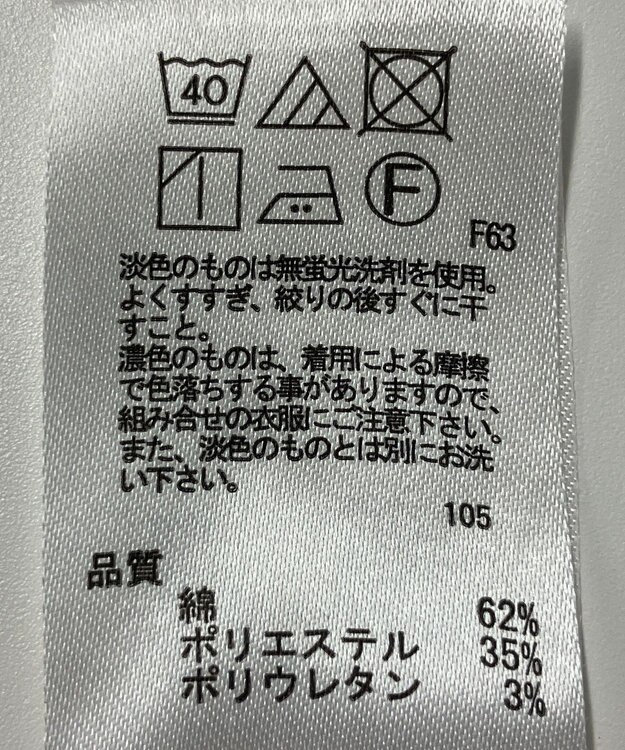 40
F
F63
淡色のものは無蛍光洗剤を使用。
よくすすぎ、絞りの後すぐに干
すこと。
濃色のものは、着用による摩擦
で色落ちする事がありますので、
組み合せの衣服にご注意下さい。
また、淡色のものとは別にお洗
い下さい。
105
品質
綿 62%
ポリエステル 35%
ポリウレタン 3%